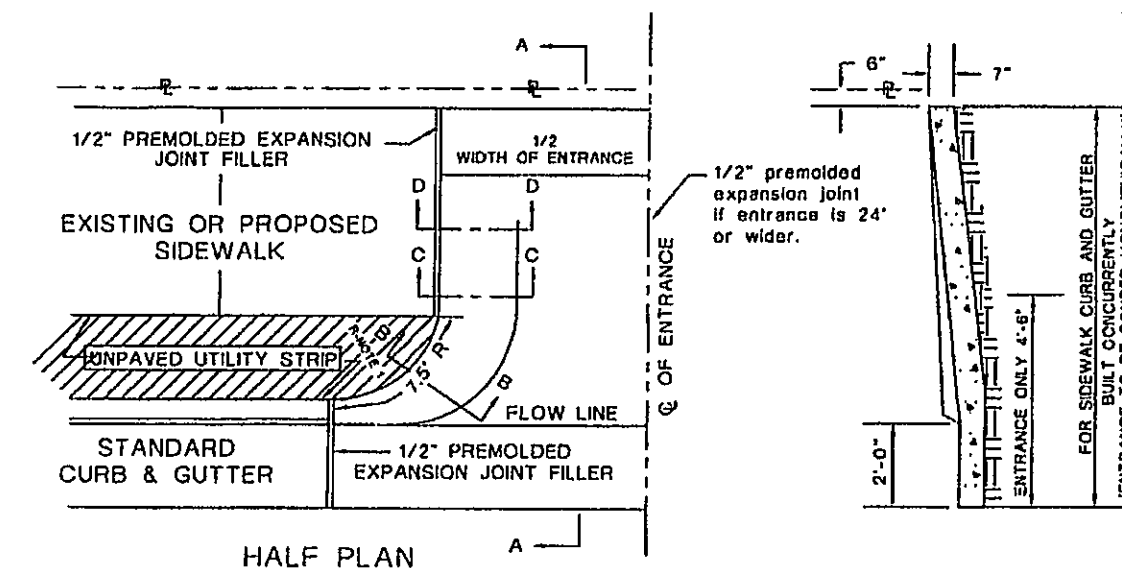 A
6"
7"
PL
PL
PL
1/2" PREMOLDED EXPANSION
JOINT FILLER
1/2
WIDTH OF ENTRANCE
1/2" premolded
expansion joint
if entrance is 24'
or wider.
D
D
EXISTING OR PROPOSED
SIDEWALK
C
C
℄ OF ENTRANCE
UNPAVED UTILITY STRIP
B
7.5' R
B
FLOW LINE
STANDARD
CURB & GUTTER
1/2" PREMOLDED
EXPANSION JOINT FILLER
HALF PLAN
A
2'-0"
ENTRANCE ONLY 4'-6"
FOR SIDEWALK CURB AND GUTTER
BUILT CONCURRENTLY